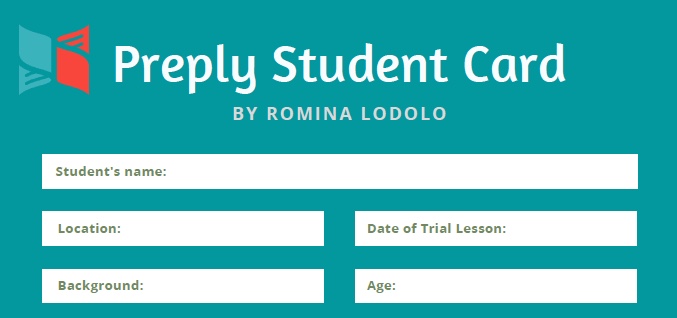 Preply Student Card
BY ROMINA LODOLO
Student's name:
Location:
Date of Trial Lesson:
Background:
Age: